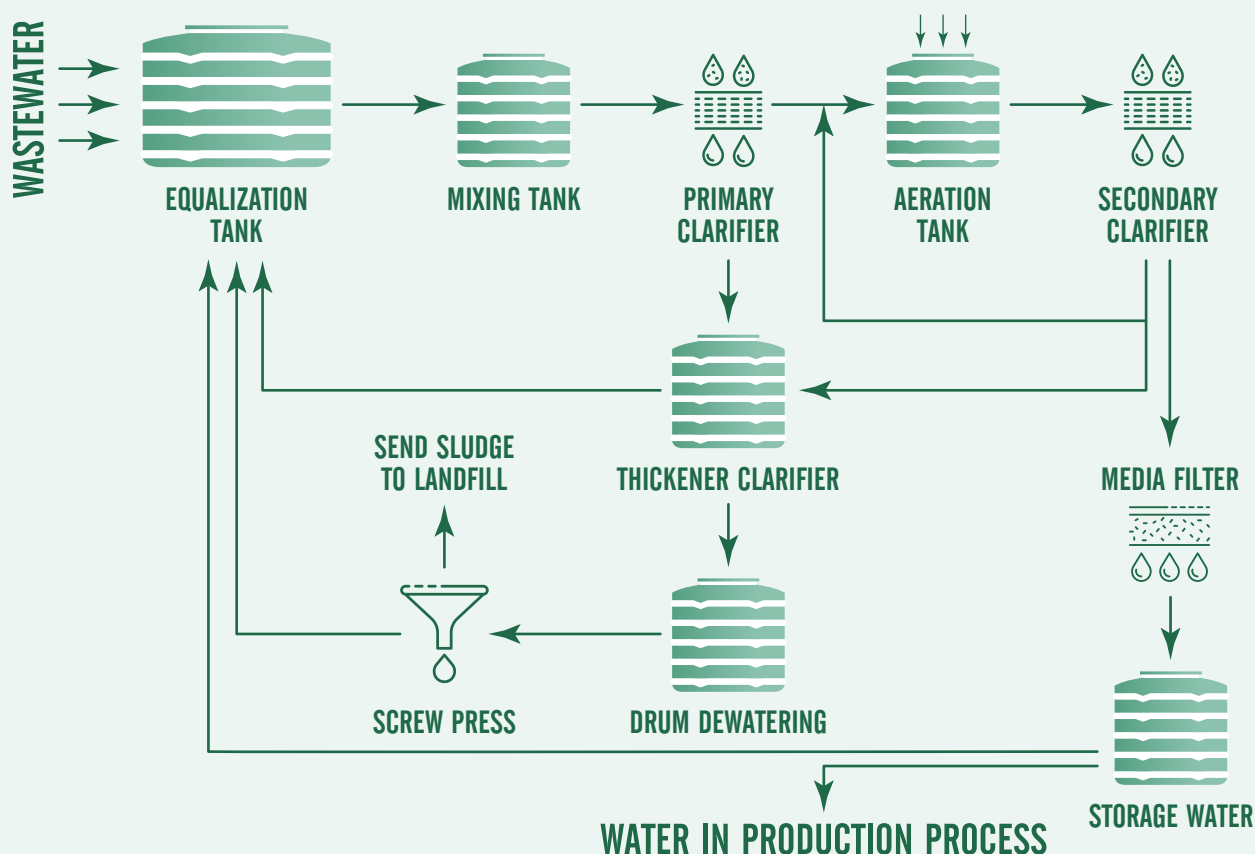 WASTEWATER
EQUALIZATION
TANK
MIXING TANK
PRIMARY
CLARIFIER
AERATION
TANK
SECONDARY
CLARIFIER
SEND SLUDGE
TO LANDFILL
THICKENER CLARIFIER
MEDIA FILTER
SCREW PRESS
DRUM DEWATERING
STORAGE WATER
WATER IN PRODUCTION PROCESS